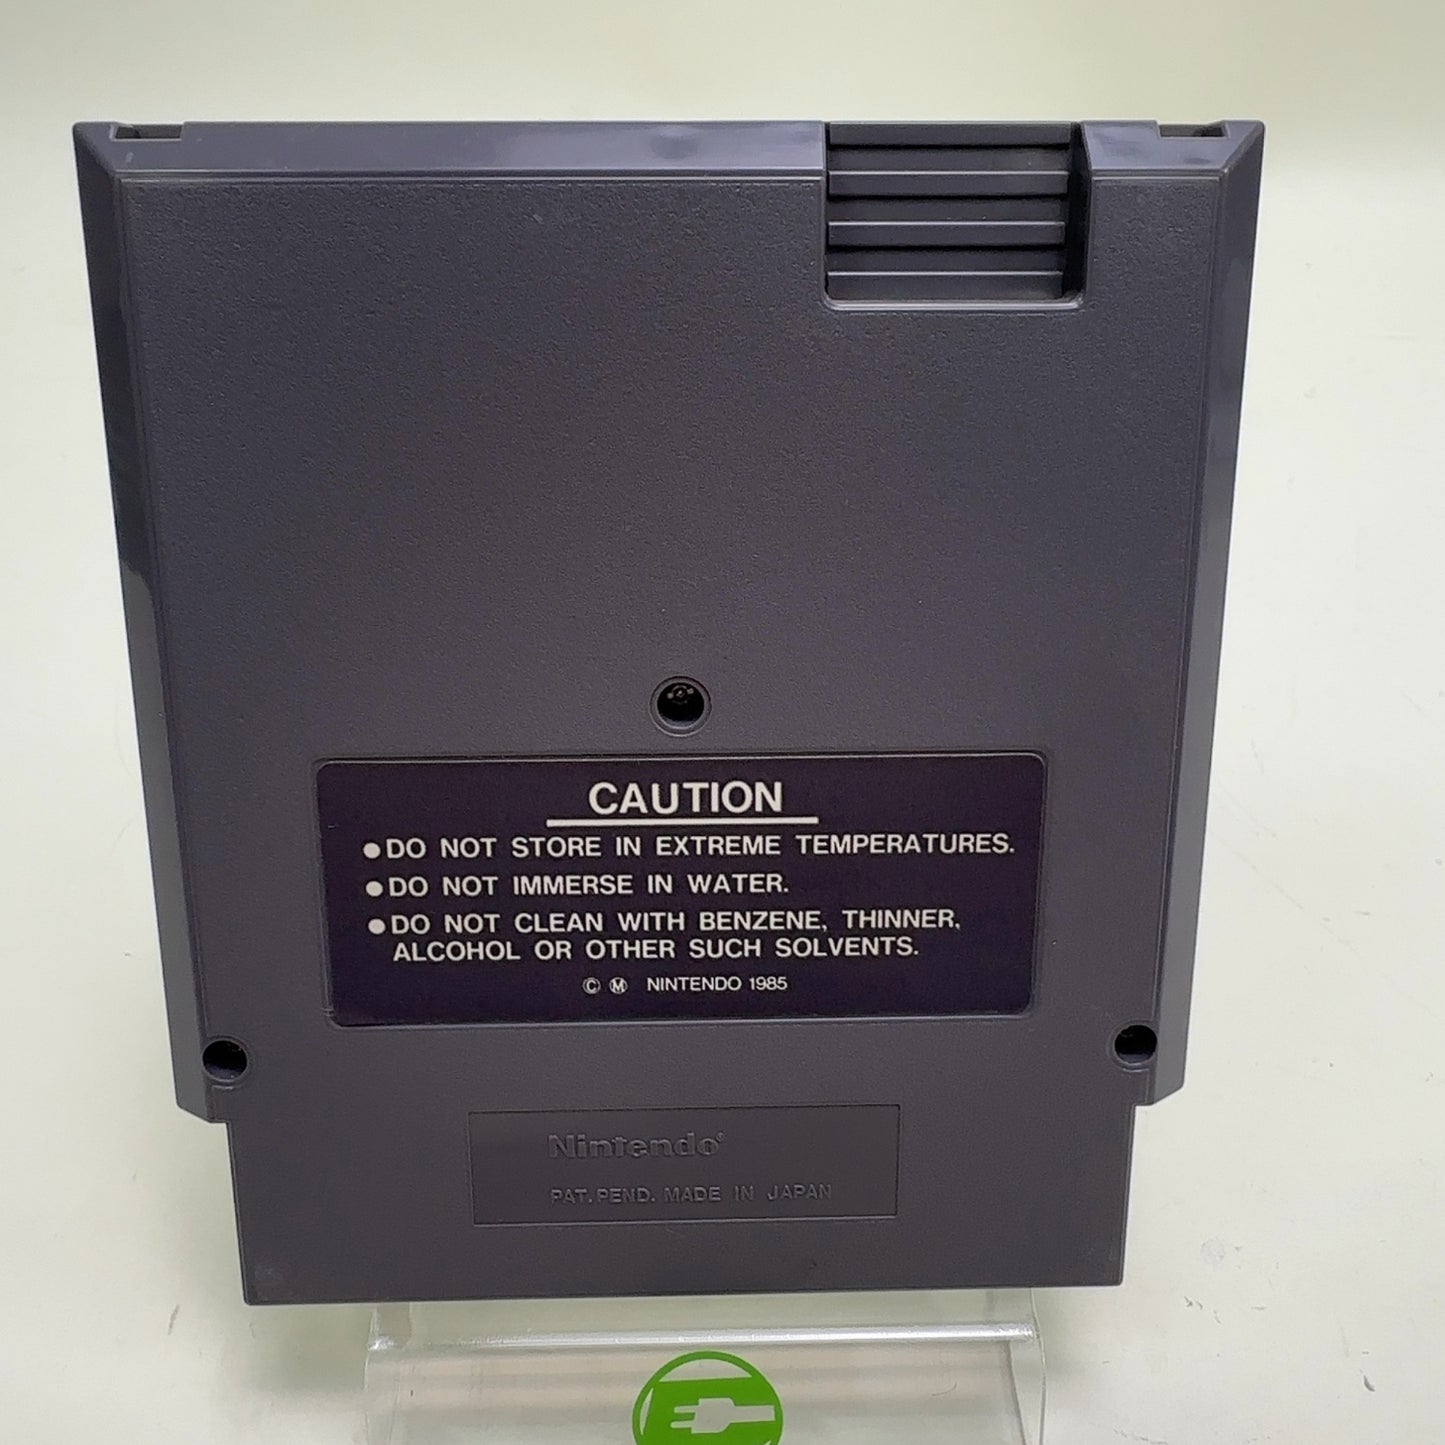 CAUTION
●DO NOT STORE IN EXTREME TEMPERATURES.
●DO NOT IMMERSE IN WATER.
●DO NOT CLEAN WITH BENZENE, THINNER,
ALCOHOL OR OTHER SUCH SOLVENTS.
© Ⓜ NINTENDO 1985
Nintendo®
PAT. PEND. MADE IN JAPAN